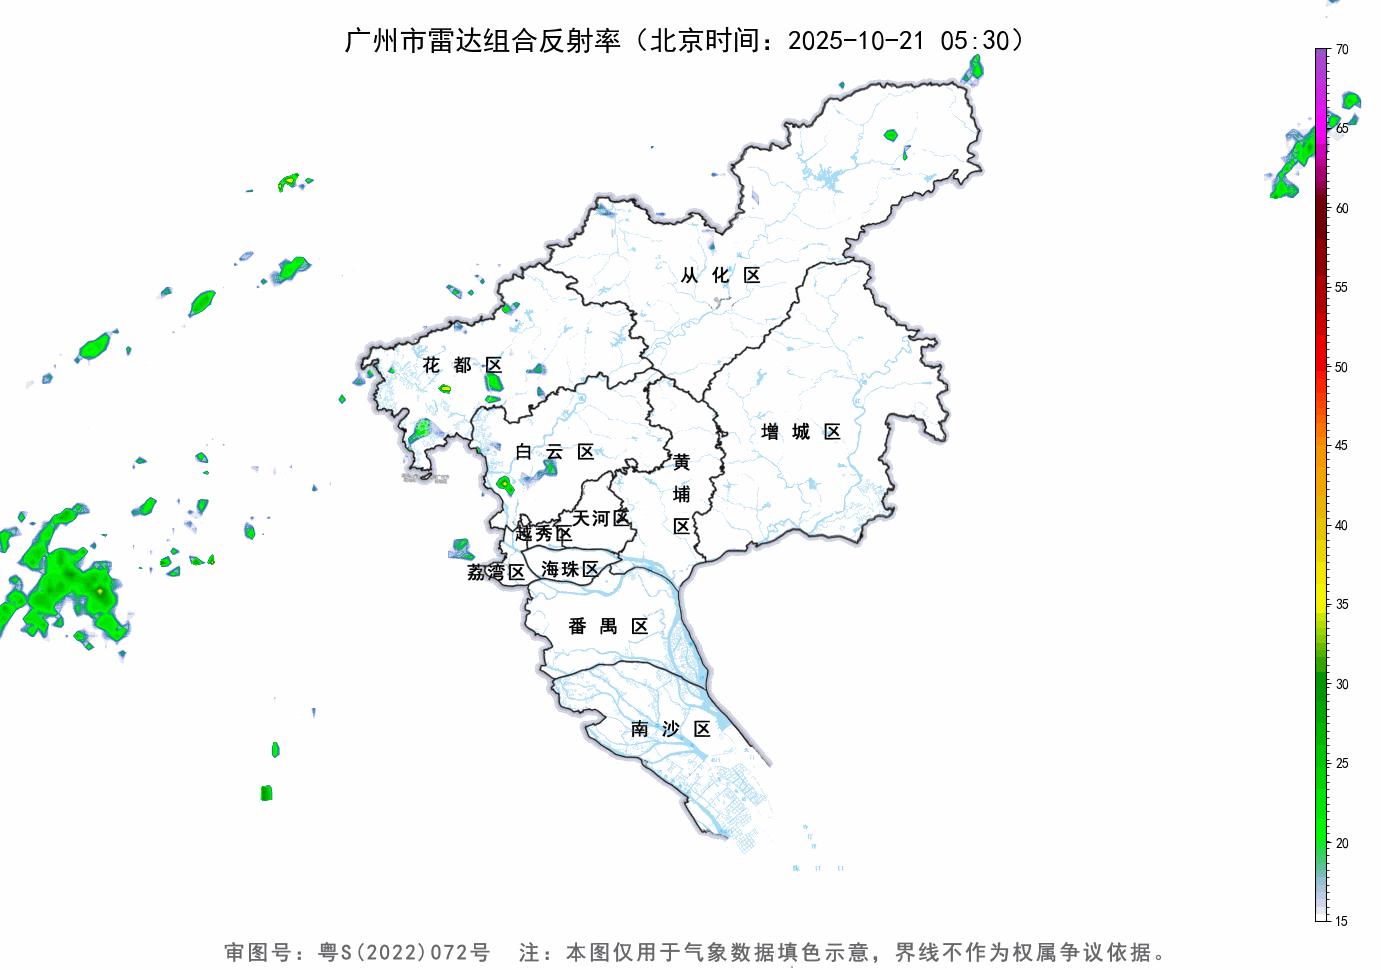 广州市雷达组合反射率（北京时间：2025-10-21 05:30）
70
65
60
55
50
45
40
35
30
25
20
15
从化区
花都区
增城区
白云区
黄埔区
天河区
越秀区
荔湾区
海珠区
番禺区
南沙区
审图号：粤S(2022)072号 注：本图仅用于气象数据填色示意，界线不作为权属争议依据。